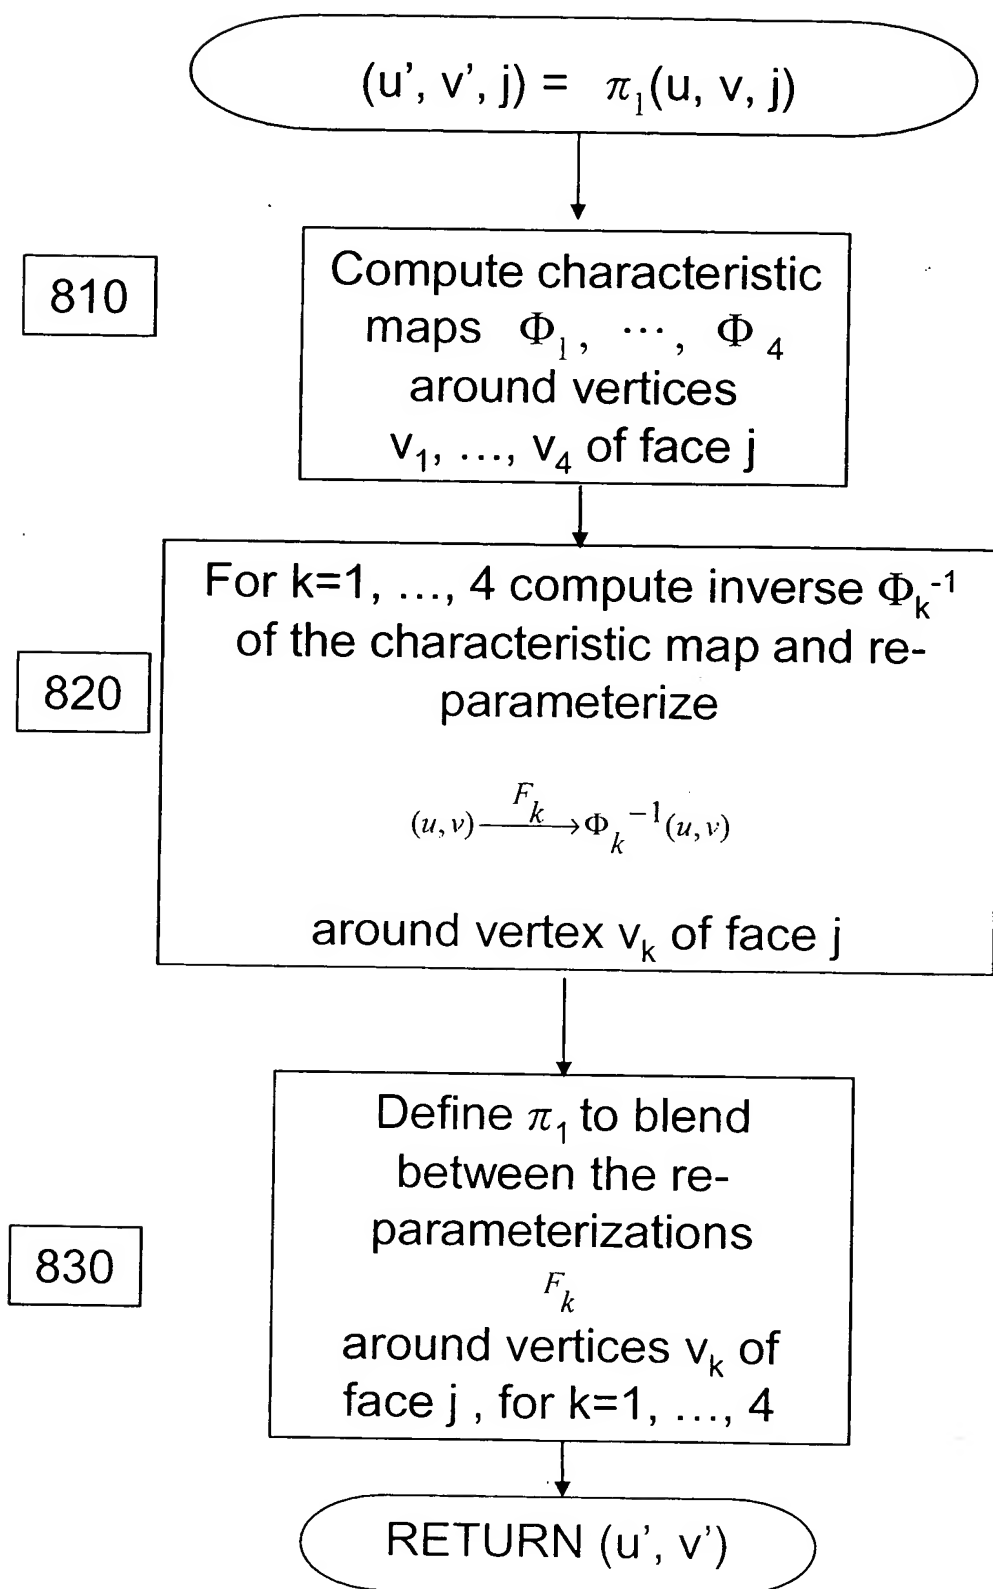 (u’, v’, j) = π₁(u, v, j)
810
Compute characteristic
maps Φ₁, ⋯, Φ₄
around vertices
v₁, ..., v₄ of face j
For k=1, ..., 4 compute inverse Φₖ⁻¹
of the characteristic map and re-
820
parameterize
(u, v) —Fₖ→ Φₖ⁻¹(u, v)
around vertex vₖ of face j
Define π₁ to blend
between the re-
parameterizations
830
Fₖ
around vertices vₖ of
face j , for k=1, ..., 4
RETURN (u’, v’)